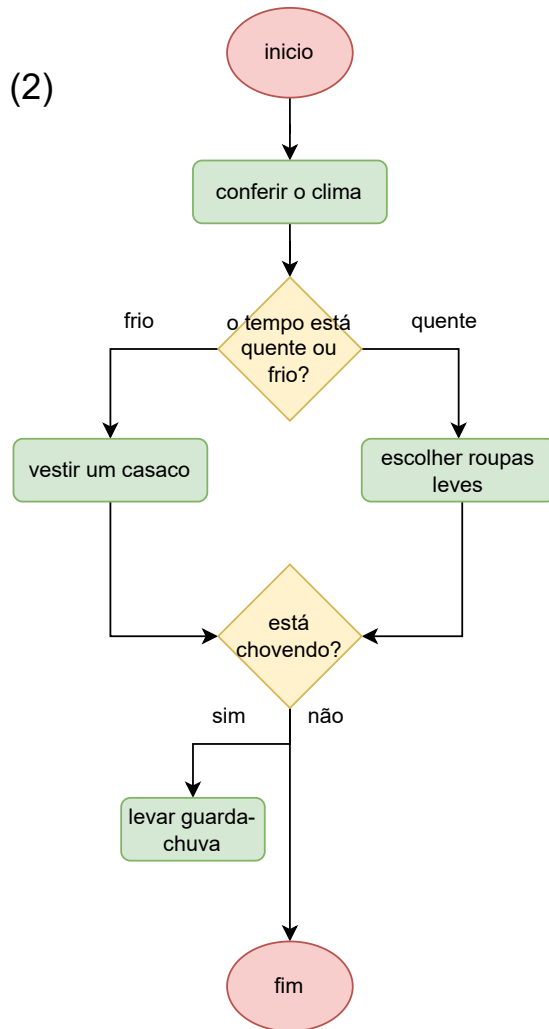 inicio
(2)
conferir o clima
frio
o tempo está
quente ou
frio?
quente
vestir um casaco
escolher roupas
leves
está
chovendo?
sim
não
levar guarda-
chuva
fim